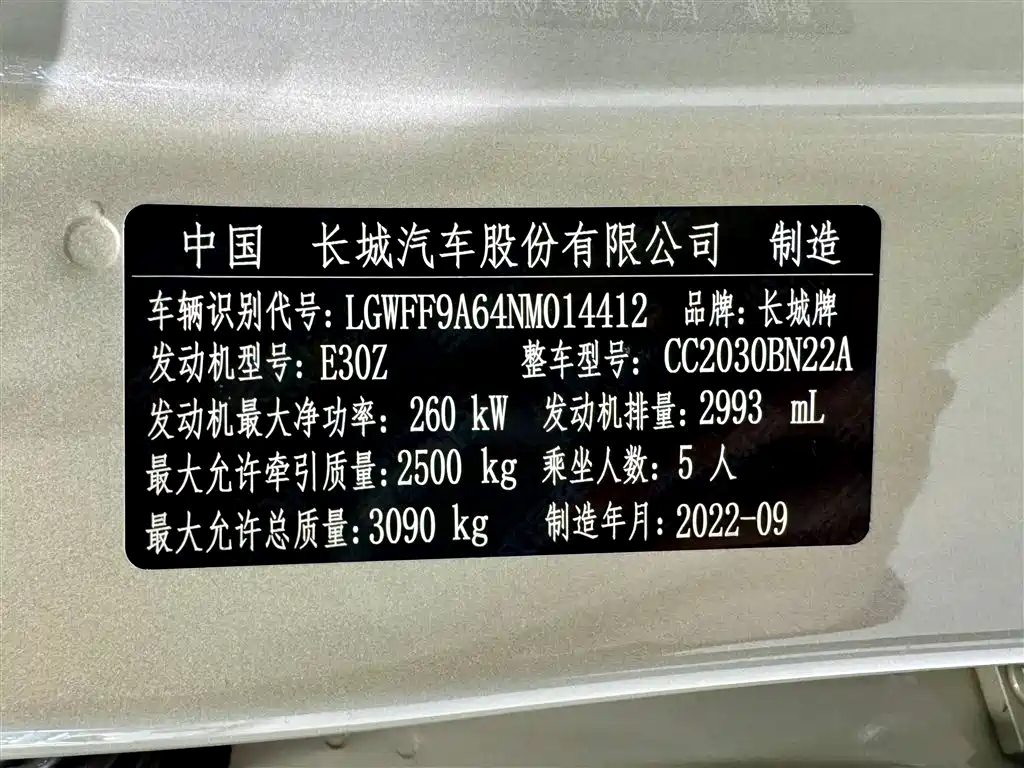 中国 长城汽车股份有限公司 制造
车辆识别代号: LGWFF9A64NM014412 品牌: 长城牌
发动机型号: E30Z 整车型号: CC2030BN22A
发动机最大净功率: 260 kW 发动机排量: 2993 mL
最大允许牵引质量: 2500 kg 乘坐人数: 5 人
最大允许总质量: 3090 kg 制造年月: 2022-09